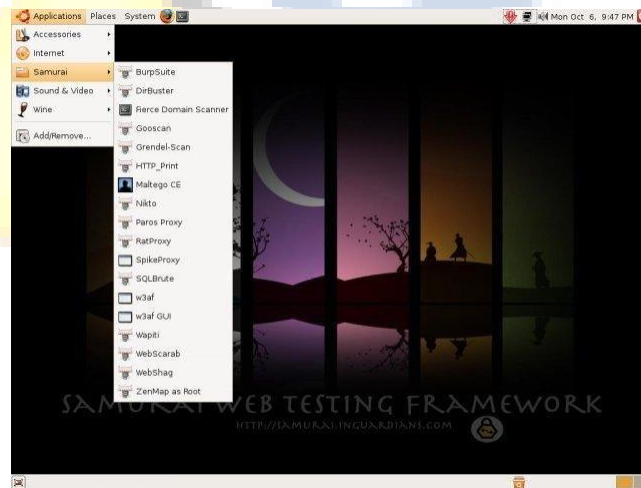 Applications Places System Mon Oct 6, 9:47 PM
Accessories
Internet
Samurai
Sound & Video
Wine
Add/Remove...
BurpSuite
DirBuster
Fierce Domain Scanner
Gooscan
Grendel-Scan
HTTP_Print
Maltego CE
Nikto
Paros Proxy
RatProxy
SpikeProxy
SQLBrute
w3af
w3af GUI
Wapiti
WebScarab
WebShag
ZenMap as Root
SAMURAI WEB TESTING FRAMEWORK
HTTP://SAMURAI.INGUARDIANS.COM